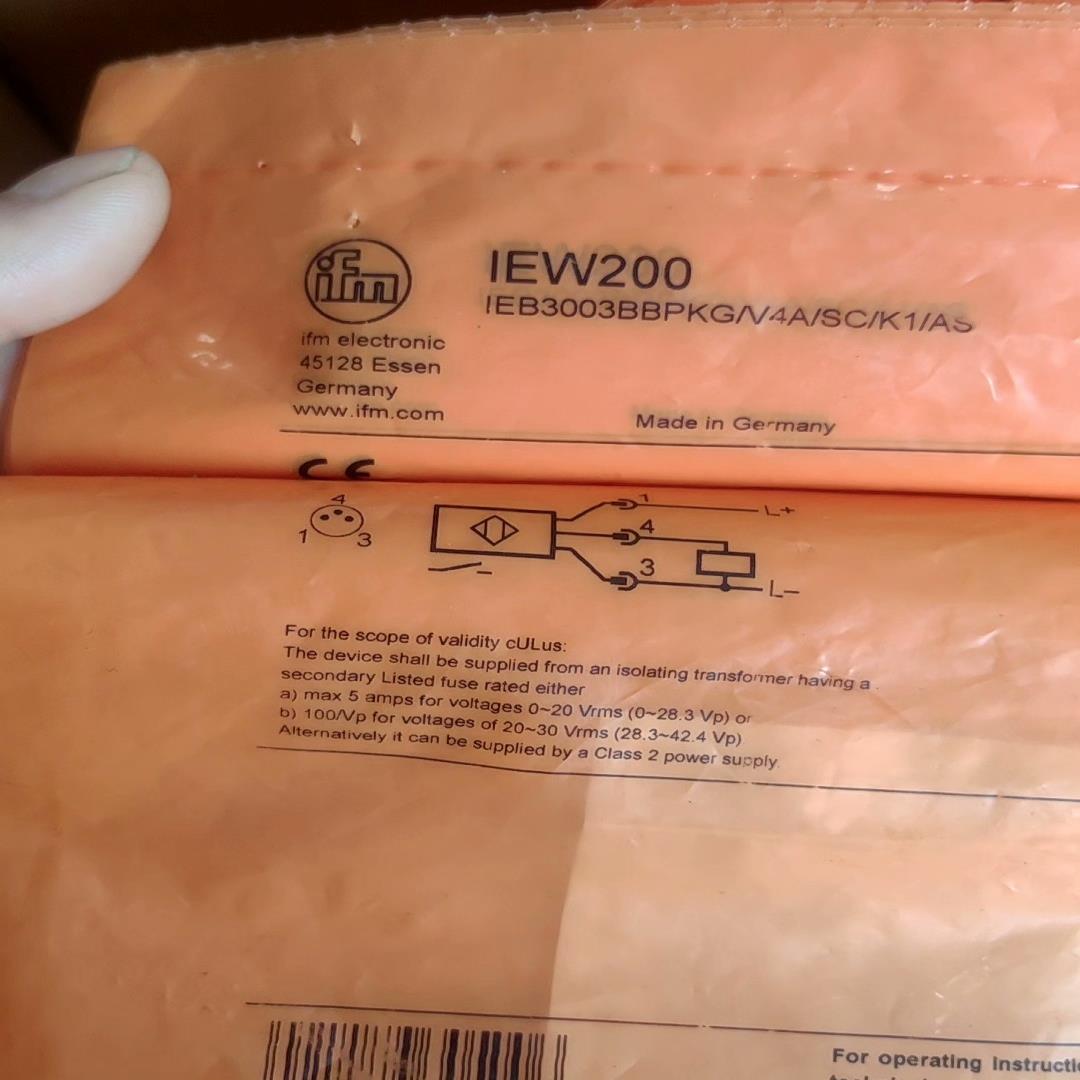 ifm
IEW200
IEB3003BBPKG/V4A/SC/K1/AS
ifm electronic
45128 Essen
Germany
www.ifm.com
Made in Germany
CE
4
1 3
1 L+
4
3 L-
For the scope of validity cULus:
The device shall be supplied from an isolating transformer having a
secondary Listed fuse rated either
a) max 5 amps for voltages 0~20 Vrms (0~28.3 Vp) or
b) 100/Vp for voltages of 20~30 Vrms (28.3~42.4 Vp)
Alternatively it can be supplied by a Class 2 power supply.
For operating